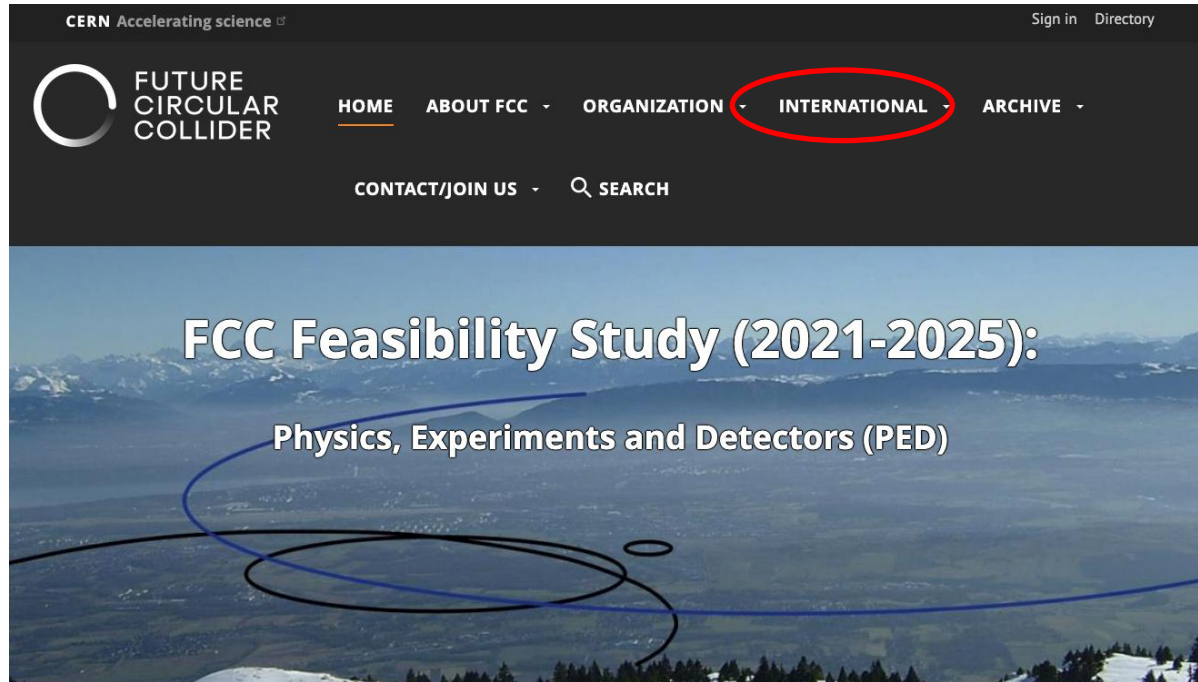 CERN Accelerating science
Sign in Directory
FUTURE
CIRCULAR
COLLIDER
HOME ABOUT FCC ORGANIZATION INTERNATIONAL ARCHIVE
CONTACT/JOIN US SEARCH
FCC Feasibility Study (2021-2025):
Physics, Experiments and Detectors (PED)